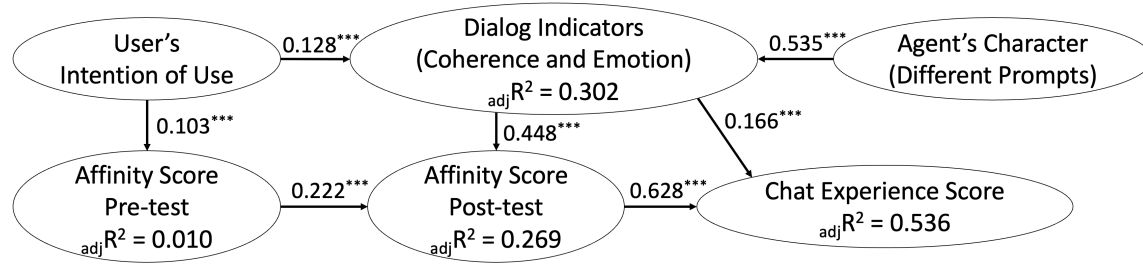 User's
Intention of Use
0.128***
Dialog Indicators
(Coherence and Emotion)
adjR² = 0.302
0.535***
Agent's Character
(Different Prompts)
0.103***
0.448***
0.166***
Affinity Score
Pre-test
adjR² = 0.010
0.222***
Affinity Score
Post-test
adjR² = 0.269
0.628***
Chat Experience Score
adjR² = 0.536